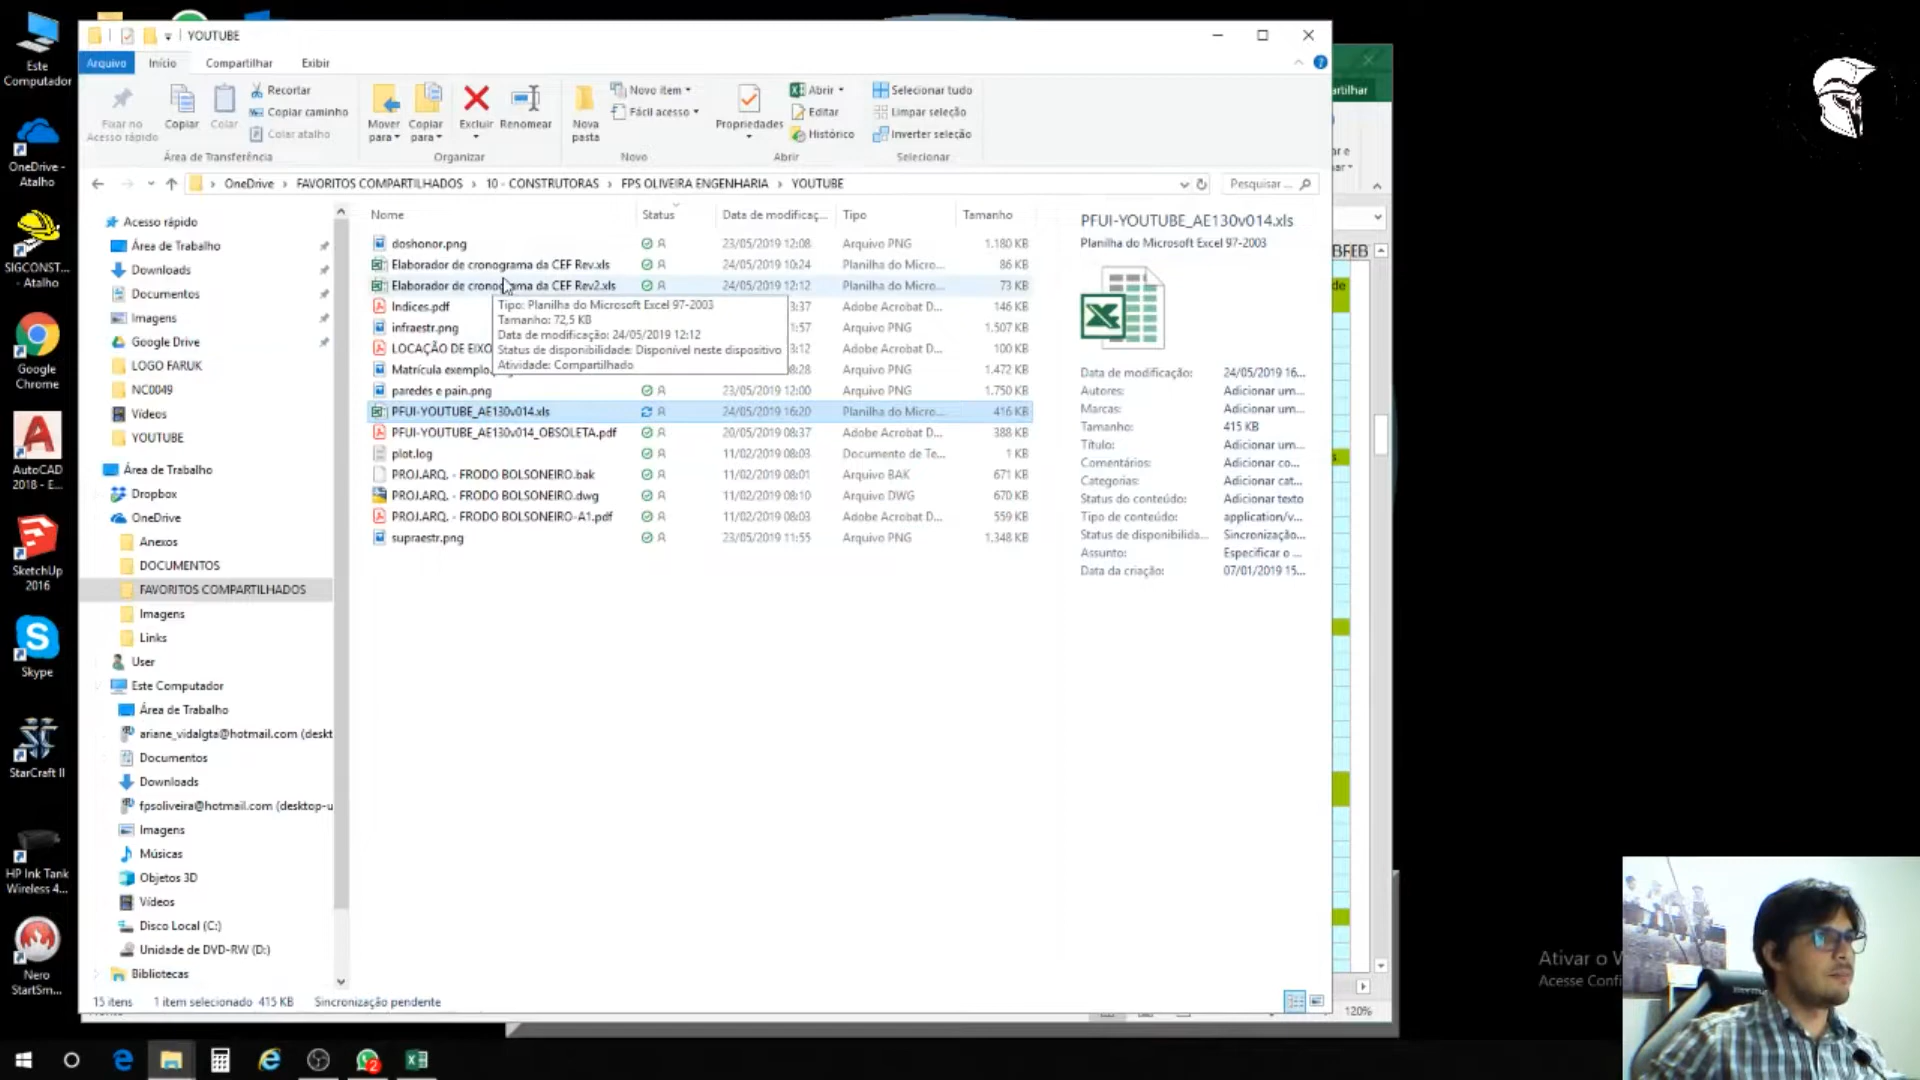 YOUTUBE
Arquivo Início Compartilhar Exibir
Fixar no Acesso rápido
Copiar
Colar
Recortar
Copiar caminho
Colar atalho
Área de Transferência
Mover para
Copiar para
Excluir
Renomear
Organizar
Nova pasta
Novo item
Fácil acesso
Novo
Propriedades
Abrir
Editar
Histórico
Abrir
Selecionar tudo
Limpar seleção
Inverter seleção
Selecionar
OneDrive > FAVORITOS COMPARTILHADOS > 10 - CONSTRUTORAS > FPS OLIVEIRA ENGENHARIA > YOUTUBE
Pesquisar ...
Este Computador
OneDrive - Atalho
SIGCONST... - Atalho
Google Chrome
AutoCAD 2018 - E...
SketchUp 2016
Skype
StarCraft II
HP Ink Tank Wireless 4...
Nero StartSm...
Acesso rápido
Área de Trabalho
Downloads
Documentos
Imagens
Google Drive
LOGO FARUK
NC0049
Vídeos
YOUTUBE
Área de Trabalho
Dropbox
OneDrive
Anexos
DOCUMENTOS
FAVORITOS COMPARTILHADOS
Imagens
Links
User
Este Computador
Área de Trabalho
ariane_vidalgta@hotmail.com (deskt
Documentos
Downloads
fpsoliveira@hotmail.com (desktop-u
Imagens
Músicas
Objetos 3D
Vídeos
Disco Local (C:)
Unidade de DVD-RW (D:)
Bibliotecas
Nome Status Data de modificaç... Tipo Tamanho
doshonor.png 23/05/2019 12:08 Arquivo PNG 1.180 KB
Elaborador de cronograma da CEF Rev.xls 24/05/2019 10:24 Planilha do Micro... 86 KB
Elaborador de cronograma da CEF Rev2.xls 24/05/2019 12:12 Planilha do Micro... 73 KB
Indices.pdf 3:37 Adobe Acrobat D... 146 KB
infraestr.png 1:57 Arquivo PNG 1.507 KB
LOCAÇÃO DE EIXO 3:12 Adobe Acrobat D... 100 KB
Matrícula exemplo. 8:28 Arquivo PNG 1.472 KB
paredes e pain.png 23/05/2019 12:00 Arquivo PNG 1.750 KB
PFUI-YOUTUBE_AE130v014.xls 24/05/2019 16:20 Planilha do Micro... 416 KB
PFUI-YOUTUBE_AE130v014_OBSOLETA.pdf 20/05/2019 08:37 Adobe Acrobat D... 388 KB
plot.log 11/02/2019 08:03 Documento de Te... 1 KB
PROJ.ARQ. - FRODO BOLSONEIRO.bak 11/02/2019 08:01 Arquivo BAK 671 KB
PROJ.ARQ. - FRODO BOLSONEIRO.dwg 11/02/2019 08:10 Arquivo DWG 670 KB
PROJ.ARQ. - FRODO BOLSONEIRO-A1.pdf 11/02/2019 08:03 Adobe Acrobat D... 559 KB
supraestr.png 23/05/2019 11:55 Arquivo PNG 1.348 KB
Tipo: Planilha do Microsoft Excel 97-2003
Tamanho: 72,5 KB
Data de modificação: 24/05/2019 12:12
Status de disponibilidade: Disponível neste dispositivo
Atividade: Compartilhado
PFUI-YOUTUBE_AE130v014.xls
Planilha do Microsoft Excel 97-2003
Data de modificação: 24/05/2019 16...
Autores: Adicionar um...
Marcas: Adicionar um...
Tamanho: 415 KB
Título: Adicionar um...
Comentários: Adicionar co...
Categorias: Adicionar cat...
Status do conteúdo: Adicionar texto
Tipo de conteúdo: application/v...
Status de disponibilida... Sincronização...
Assunto: Especificar o ...
Data da criação: 07/01/2019 15...
artilhar
ar e
ar
BFFB
de
s.
15 itens 1 item selecionado 415 KB Sincronização pendente
120%
Ativar o W
Acesse Confi
2